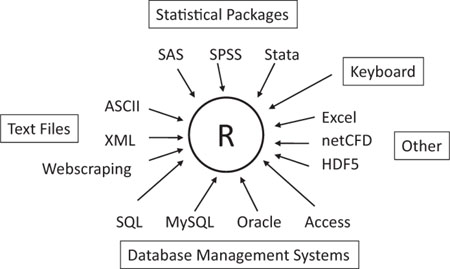 Statistical Packages
SAS SPSS Stata
Keyboard
ASCII
Excel
Text Files
XML
R
netCFD
Other
Webscraping
HDF5
SQL MySQL Oracle Access
Database Management Systems